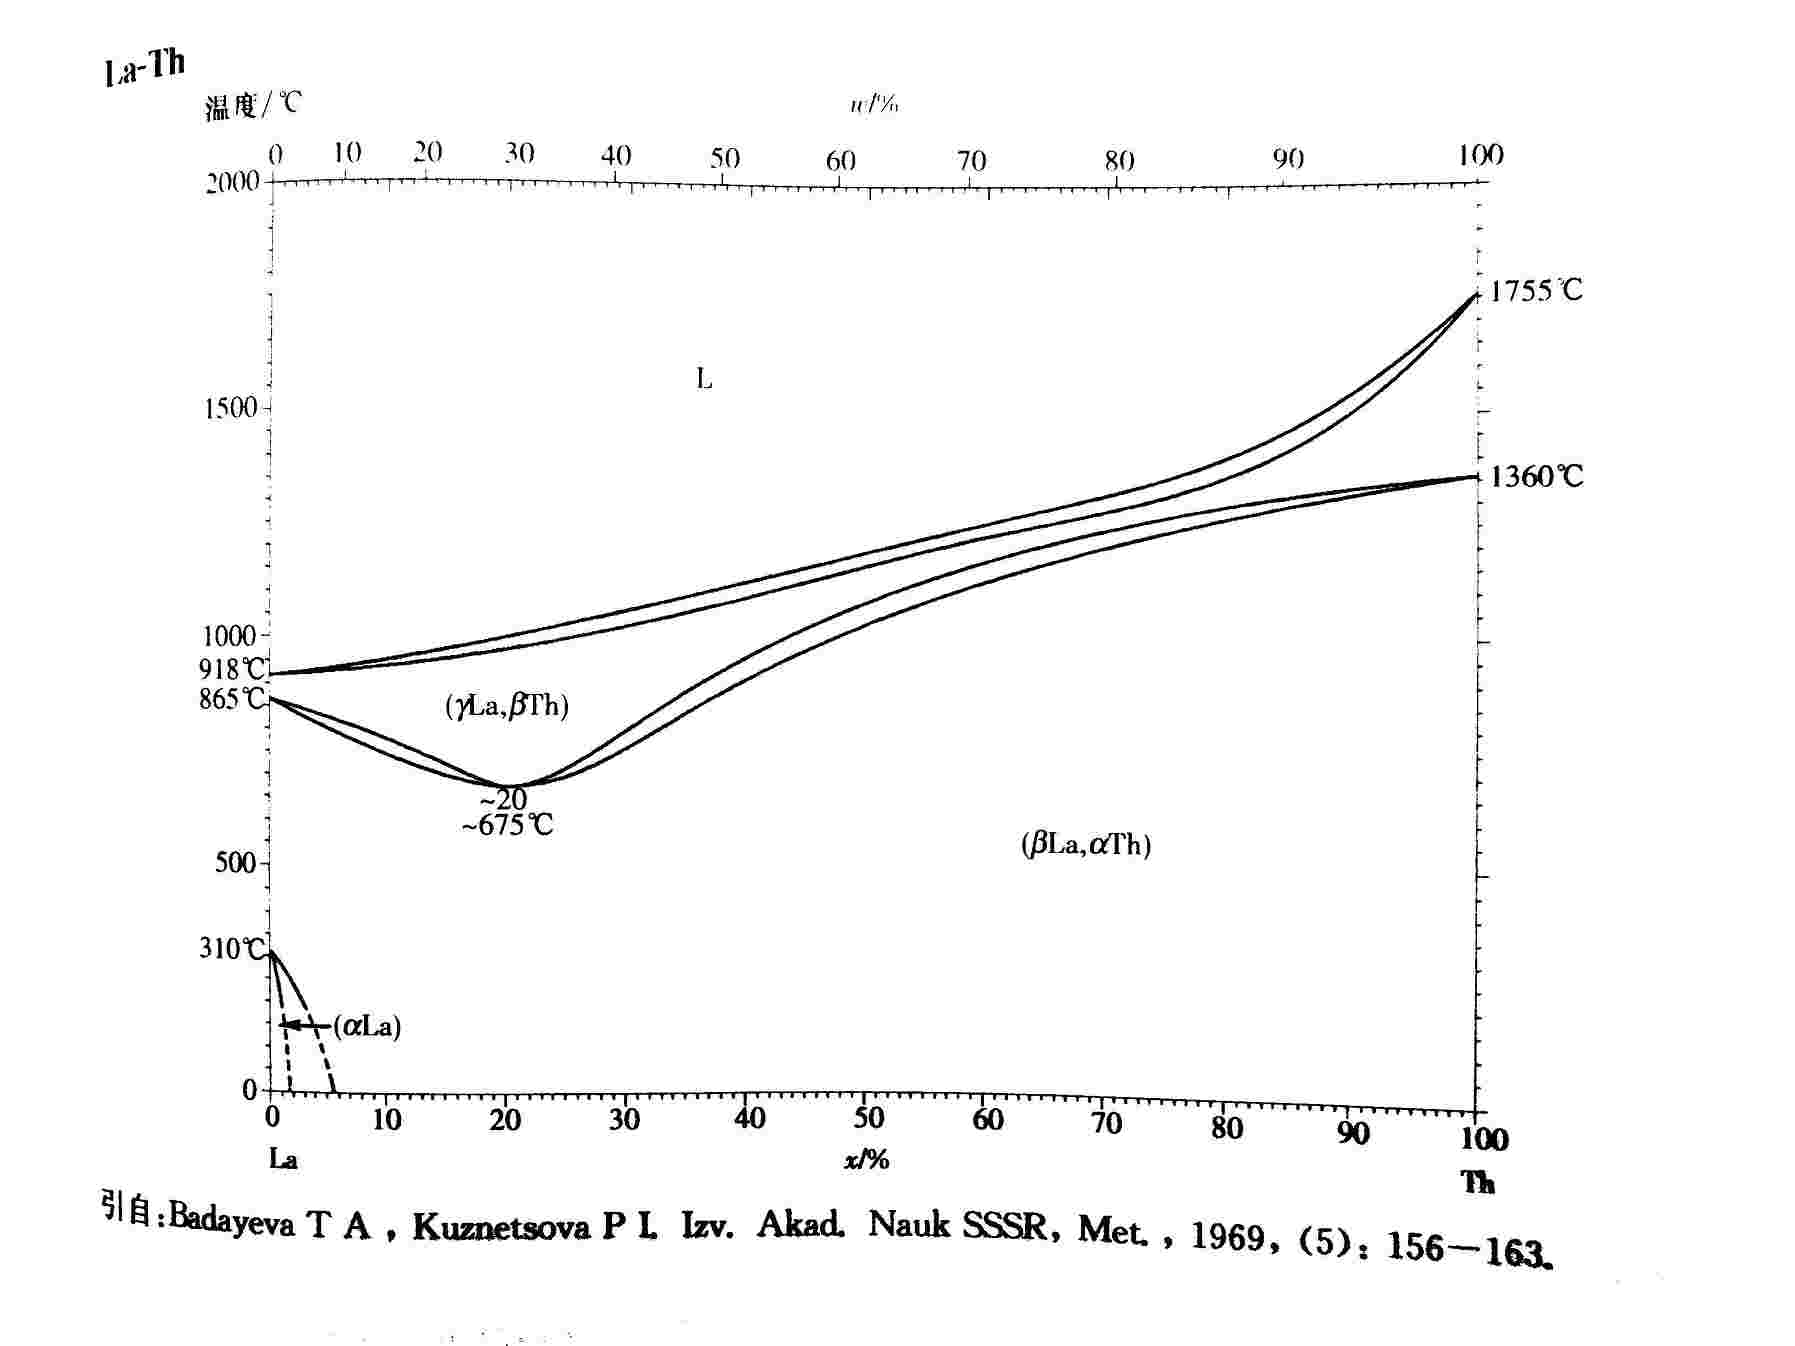 La-Th
温度/℃
w/%
0 10 20 30 40 50 60 70 80 90 100
2000
1755℃
L
1500
1360℃
1000
918℃
865℃
(γLa,βTh)
~20
~675℃
(βLa,αTh)
500
310℃
(αLa)
0
0 10 20 30 40 50 60 70 80 90 100
La
x/%
Th
引自:Badayeva T A , Kuznetsova P I. Izv. Akad. Nauk SSSR, Met. , 1969, (5): 156—163.